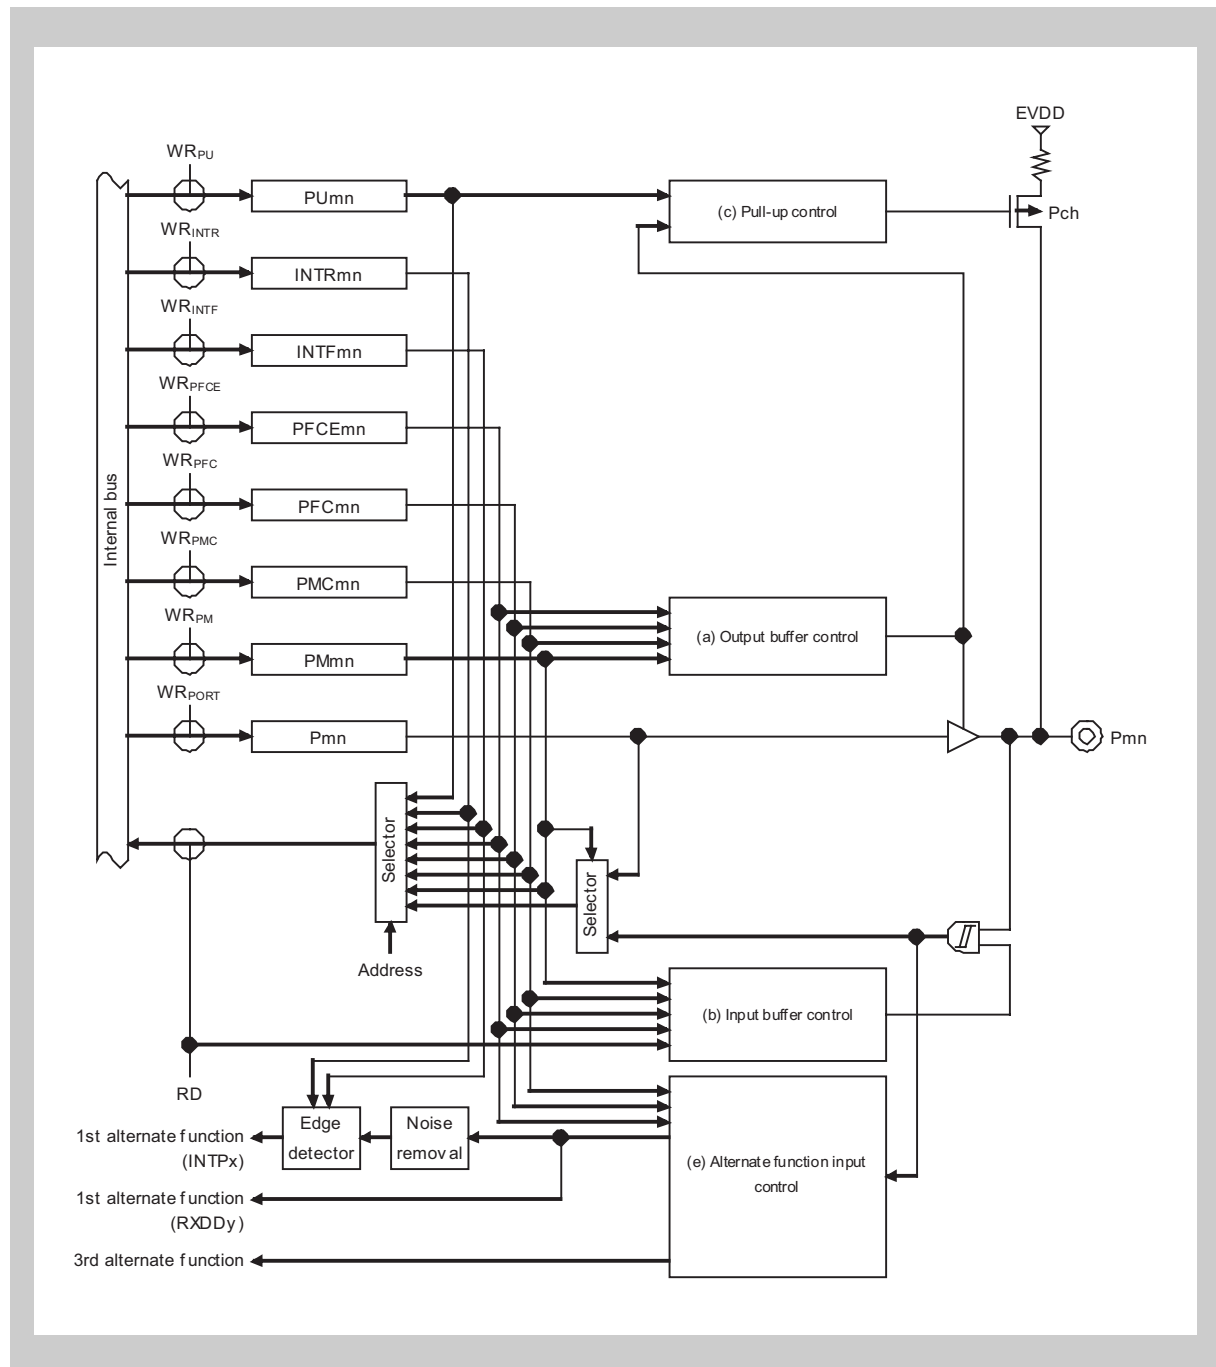 EVDD
WRPU
PUmn
(c) Pull-up control
Pch
WRINTR
INTRmn
WRINTF
INTFmn
WRPFCE
PFCEmn
WRPFC
PFCmn
Internal bus
WRPMC
PMCmn
WRPM
PMmn
(a) Output buffer control
WRPORT
Pmn
Pmn
Selector
Selector
Address
(b) Input buffer control
RD
1st alternate function
(INTPx)
Edge
detector
Noise
removal
(e) Alternate function input
control
1st alternate function
(RXDDy)
3rd alternate function